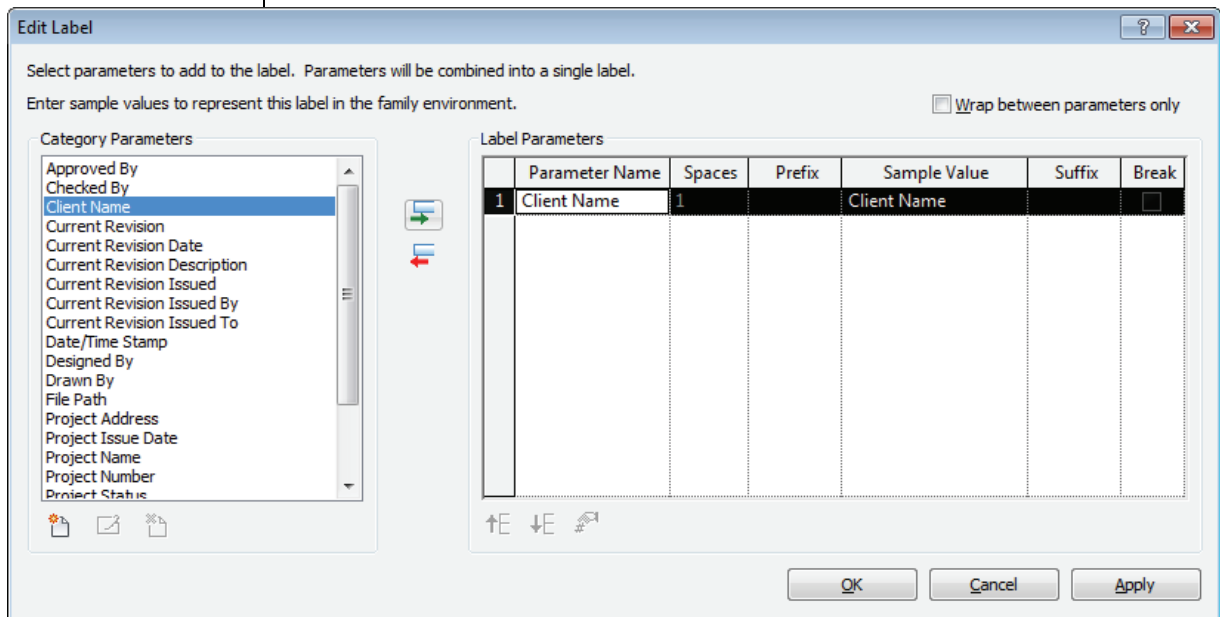 Edit Label
Select parameters to add to the label. Parameters will be combined into a single label.
Enter sample values to represent this label in the family environment.
Wrap between parameters only
Category Parameters
Approved By
Checked By
Client Name
Current Revision
Current Revision Date
Current Revision Description
Current Revision Issued
Current Revision Issued By
Current Revision Issued To
Date/Time Stamp
Designed By
Drawn By
File Path
Project Address
Project Issue Date
Project Name
Project Number
Project Status
Label Parameters
Parameter Name Spaces Prefix Sample Value Suffix Break
1 Client Name 1 Client Name
OK Cancel Apply